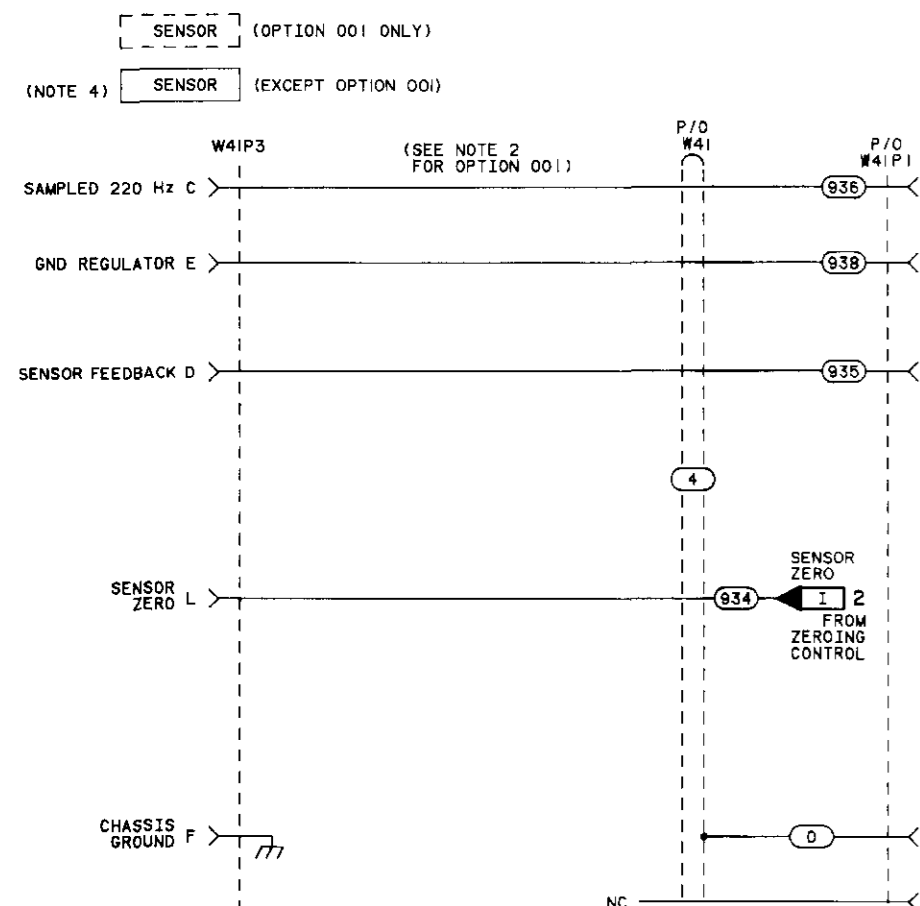 SENSOR (OPTION 001 ONLY)
(NOTE 4) SENSOR (EXCEPT OPTION 001)
W41P3
(SEE NOTE 2
FOR OPTION 001)
P/O
W41
P/O
W41P1
SAMPLED 220 Hz C
936
GND REGULATOR E
938
SENSOR FEEDBACK D
935
4
SENSOR
ZERO L
934
SENSOR
ZERO
I 2
FROM
ZEROING
CONTROL
CHASSIS
GROUND F
0
NC